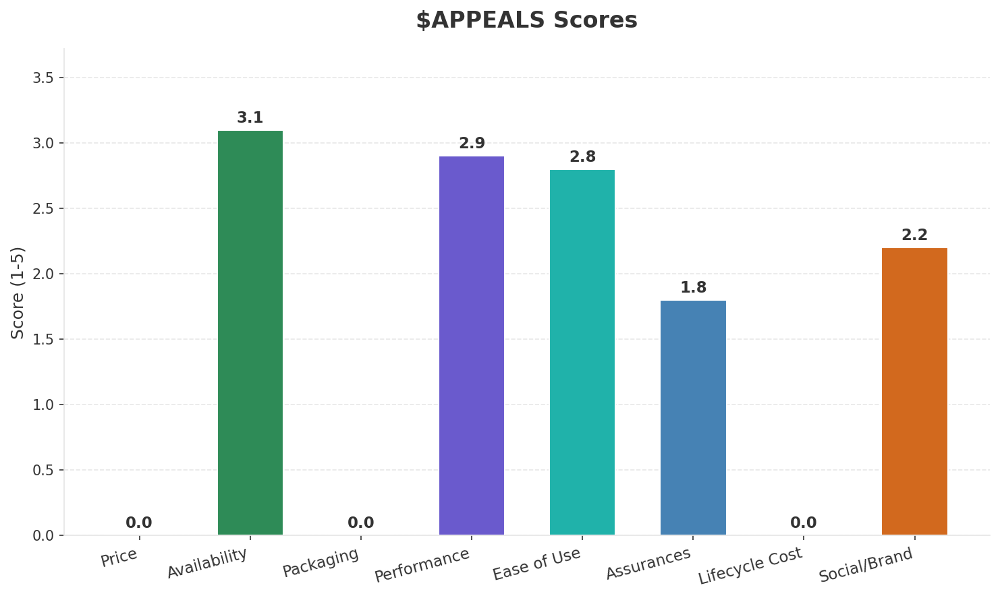 $APPEALS Scores
Score (1-5)
3.5
3.0
2.5
2.0
1.5
1.0
0.5
0.0
0.0
3.1
0.0
2.9
2.8
1.8
0.0
2.2
Price
Availability
Packaging
Performance
Ease of Use
Assurances
Lifecycle Cost
Social/Brand